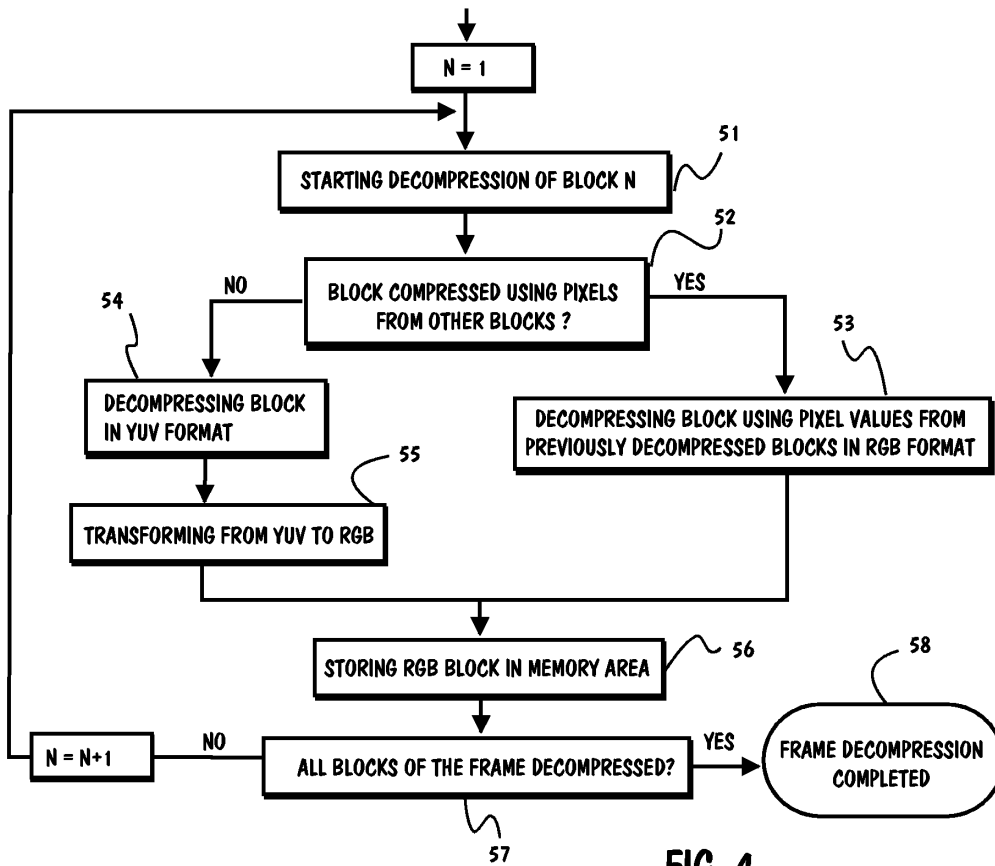 N = 1
51
STARTING DECOMPRESSION OF BLOCK N
52
BLOCK COMPRESSED USING PIXELS
FROM OTHER BLOCKS ?
NO
YES
54
53
DECOMPRESSING BLOCK
IN YUV FORMAT
DECOMPRESSING BLOCK USING PIXEL VALUES FROM
PREVIOUSLY DECOMPRESSED BLOCKS IN RGB FORMAT
55
TRANSFORMING FROM YUV TO RGB
STORING RGB BLOCK IN MEMORY AREA
56
58
N = N+1
NO
ALL BLOCKS OF THE FRAME DECOMPRESSED?
YES
FRAME DECOMPRESSION
COMPLETED
57
FIG. 4